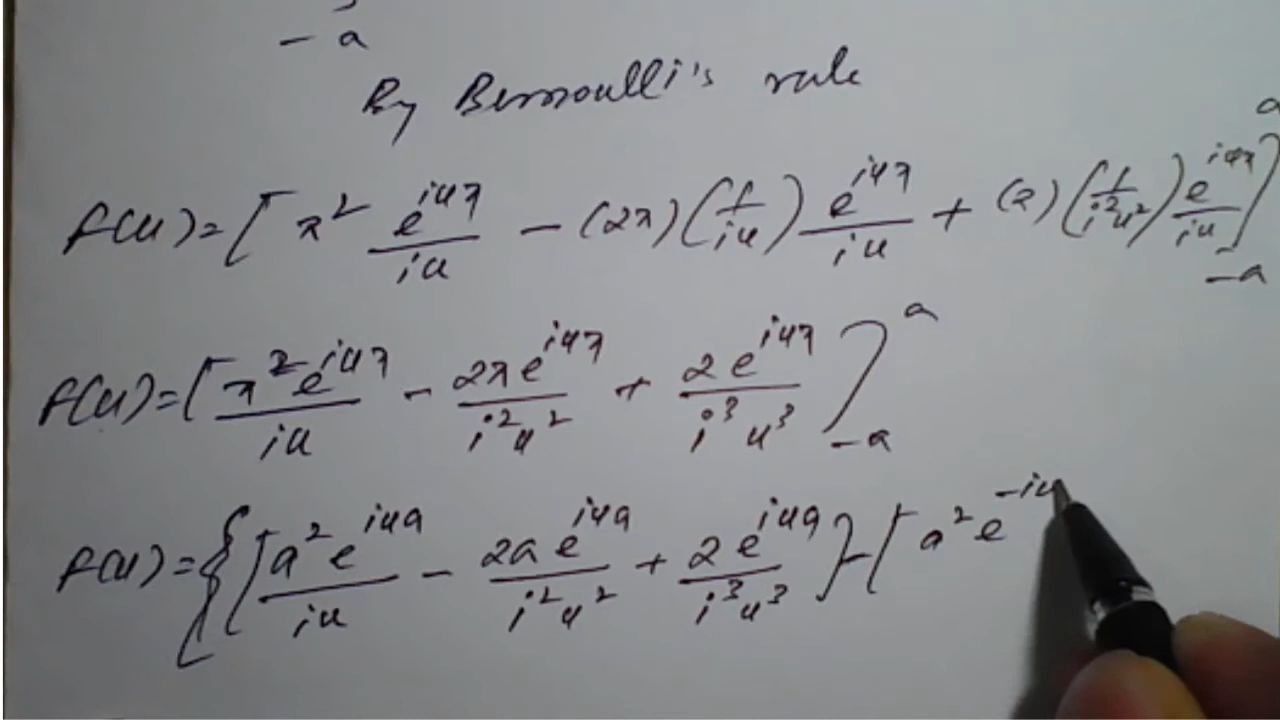 - a
By Bernoulli's rule
f(u) = [ x² e^{iux}/iu - (2x)(1/iu) e^{iux}/iu + (2)(1/i²u²) e^{iux}/iu ]_{-a}^{a}
f(u) = [ x² e^{iux}/iu - 2x e^{iux}/i²u² + 2 e^{iux}/i³u³ ]_{-a}^{a}
f(u) = {[ a² e^{iua}/iu - 2a e^{iua}/i²u² + 2 e^{iua}/i³u³ } - [ a² e^{-iu}